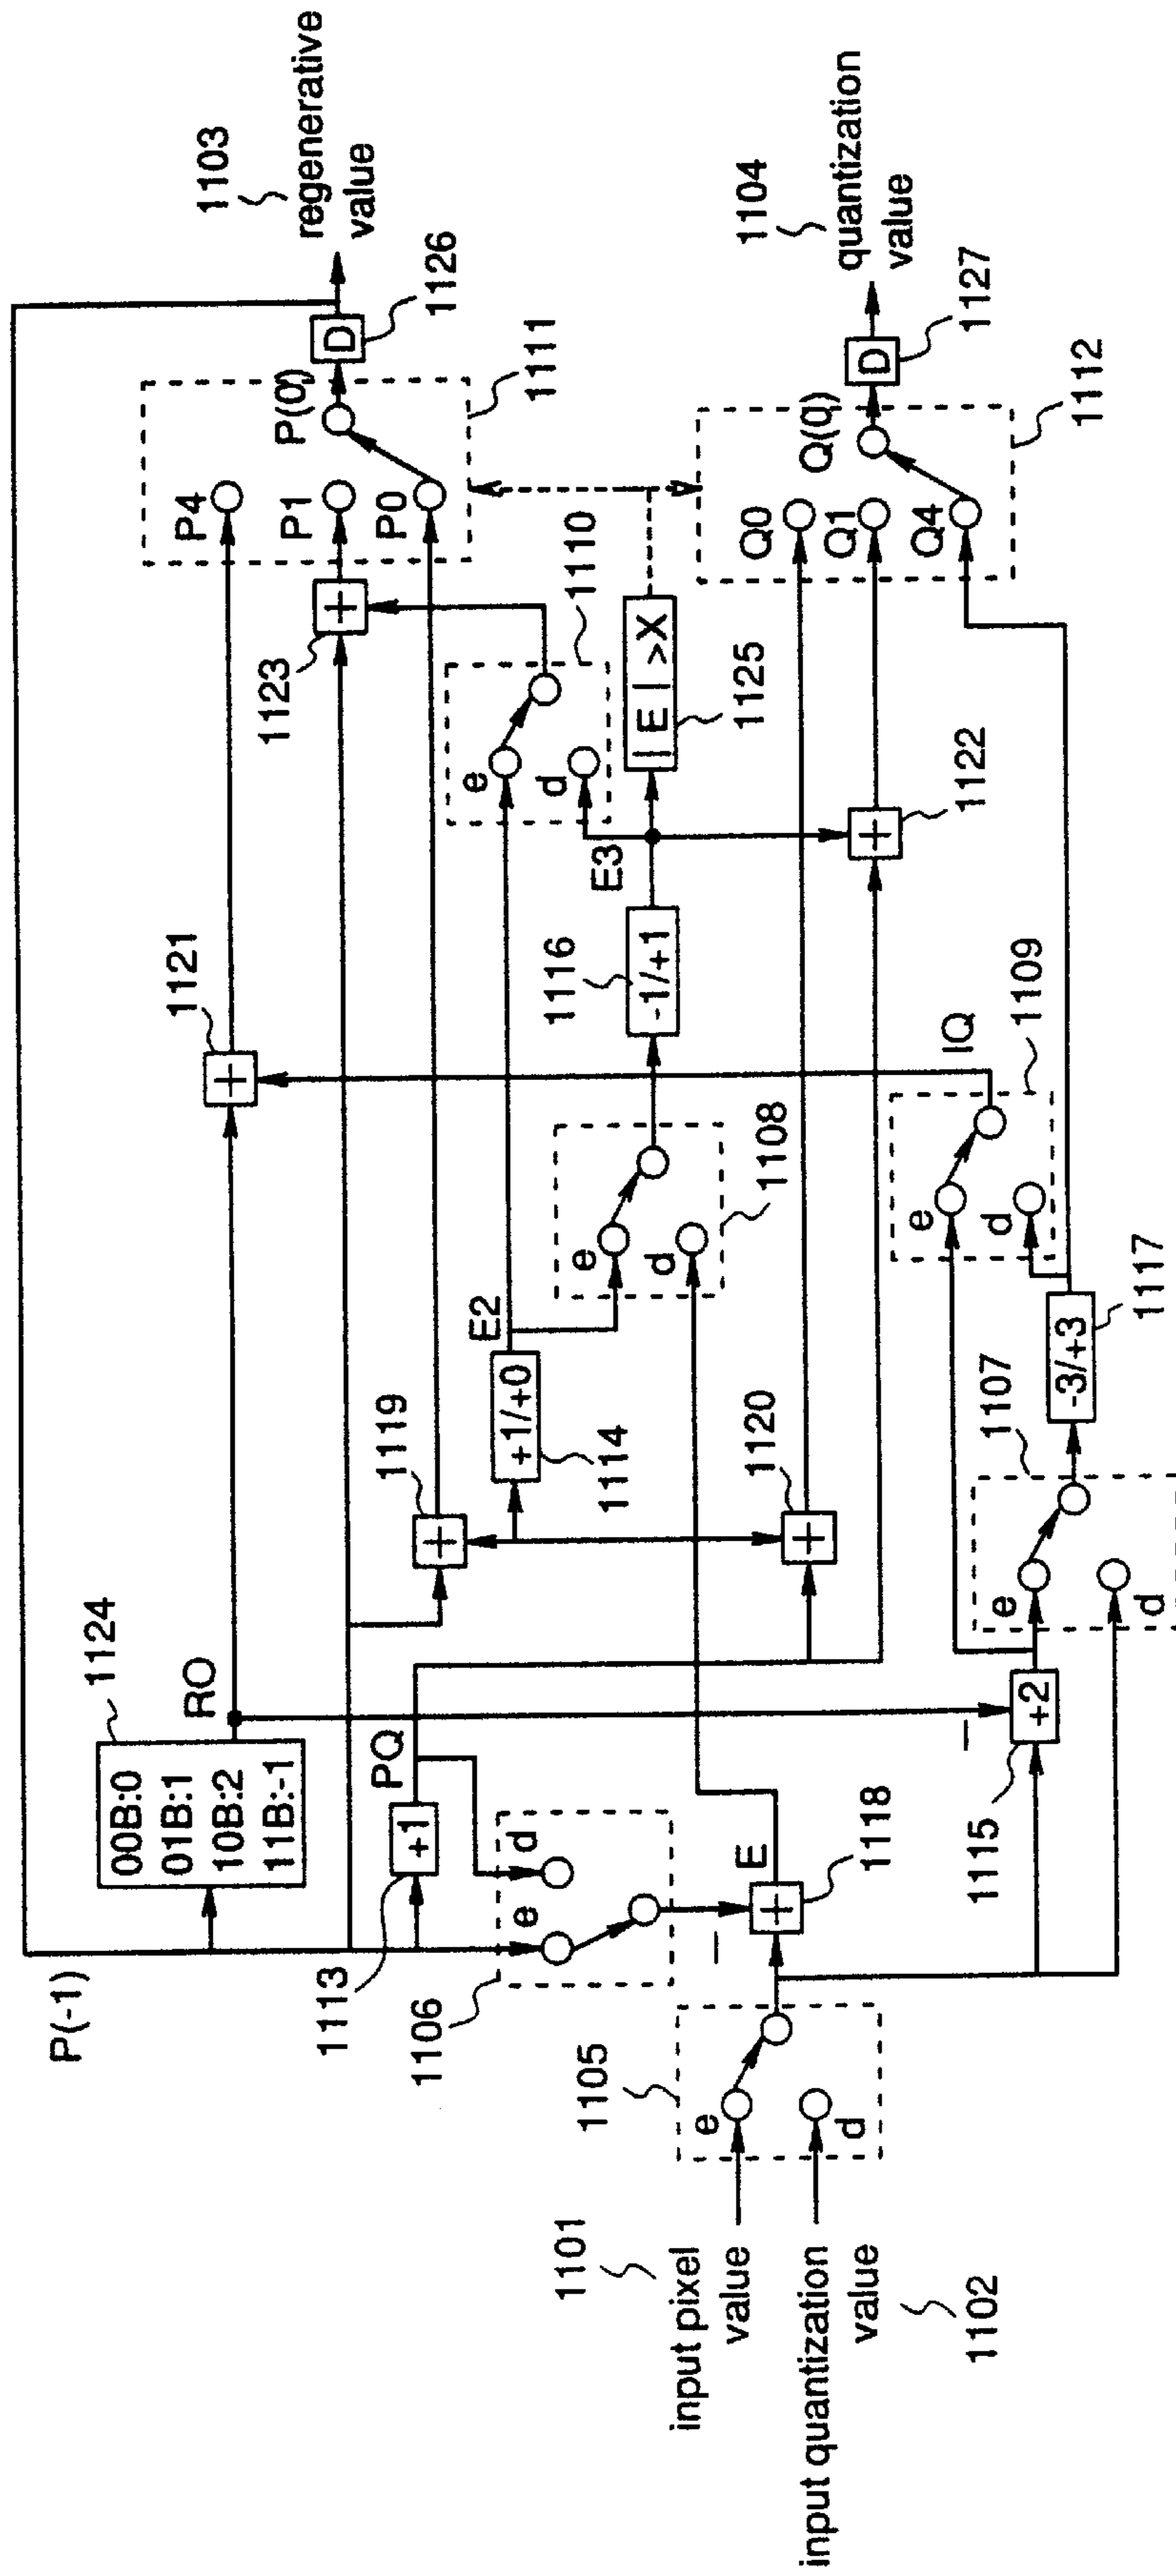 P(-1)
1124
00B:0
01B:1
10B:2
11B:-1
RO
1121
+
1103
regenerative
value
P4
P1
P0
P(0)
D
1126
1111
1123
+
1113
+1
PQ
1119
+
E2
+1/+0
1114
1106
e
d
1105
e
d
1101
input pixel
value
input quantization
value
1102
E
+
−
1118
1108
e
d
1116
-1/+1
E3
1110
e
d
| E | >X
1125
1120
+
1122
+
1104
quantization
value
Q0
Q1
Q4
Q(0)
D
1127
1112
1115
+2
−
1107
e
d
-3/+3
1117
1109
e
d
IQ